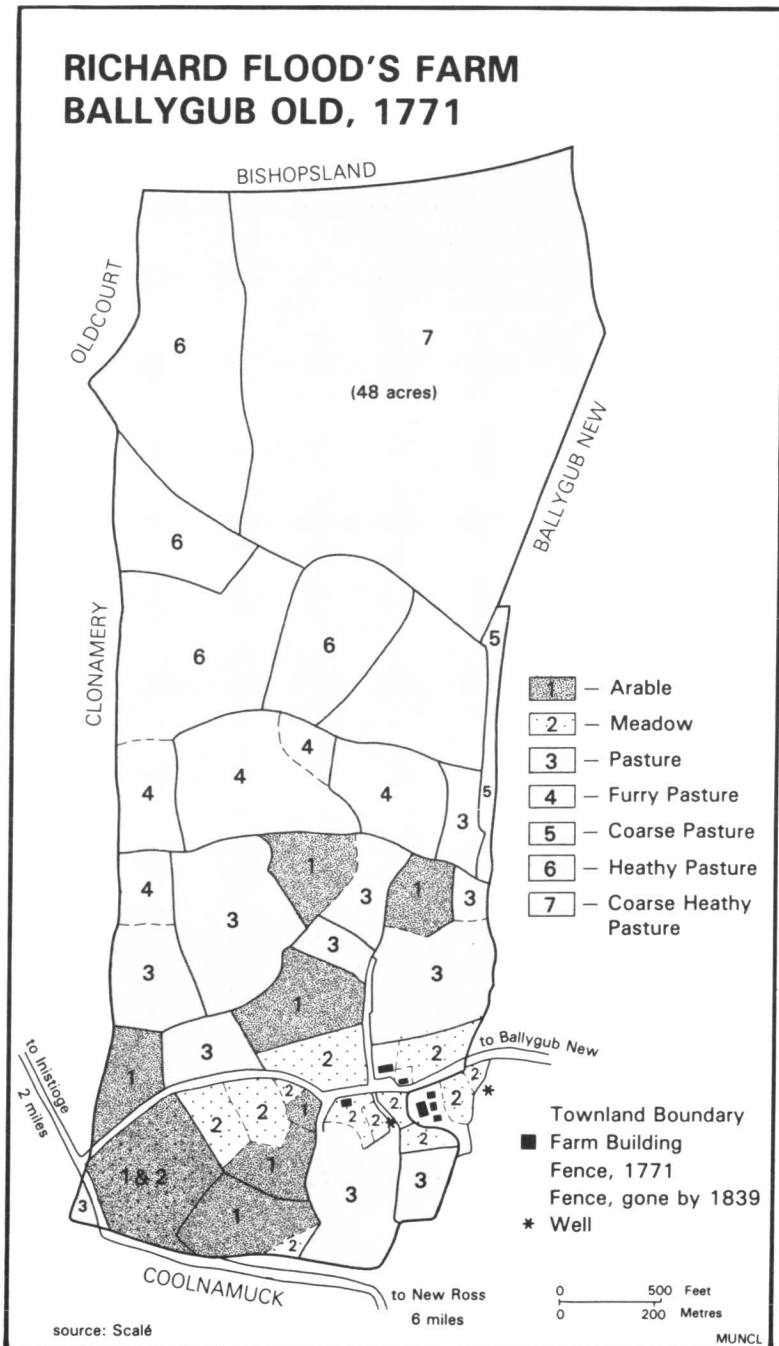 RICHARD FLOOD'S FARM
BALLYGUB OLD, 1771
BISHOPSLAND
OLDCOURT
6
7
(48 acres)
BALLYGUB NEW
6
CLONAMERY
6
6
5
1 – Arable
2 – Meadow
3 – Pasture
4 – Furry Pasture
5 – Coarse Pasture
6 – Heathy Pasture
7 – Coarse Heathy
Pasture
4
4
4
4
3
5
4
3
1
3
1
3
3
3
1
3
3
2
2
to Ballygub New
1
to Inistioge
2 miles
2
2
2
1
2
2
2
2
2
2
1 & 2
1
3
3
3
1
2
Townland Boundary
Farm Building
Fence, 1771
Fence, gone by 1839
* Well
COOLNAMUCK
to New Ross
6 miles
0 500 Feet
0 200 Metres
source: Scalé
MUNCL